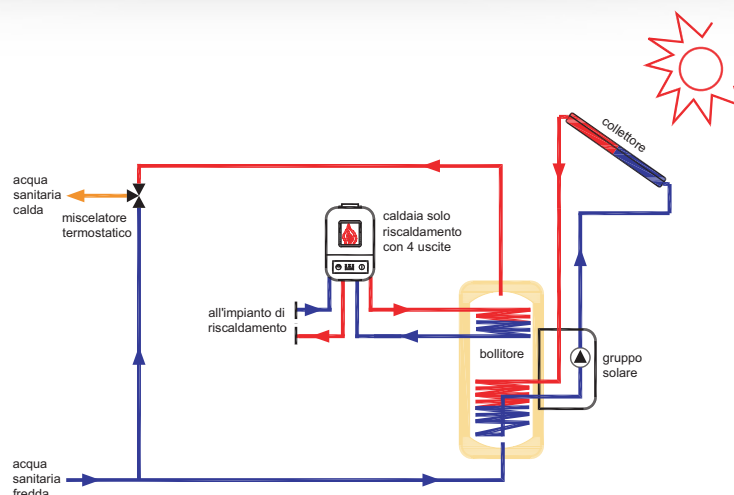 collettore
acqua
sanitaria
calda
miscelatore
termostatico
caldaia solo
riscaldamento
con 4 uscite
all'impianto di
riscaldamento
bollitore
gruppo
solare
acqua
sanitaria
fredda